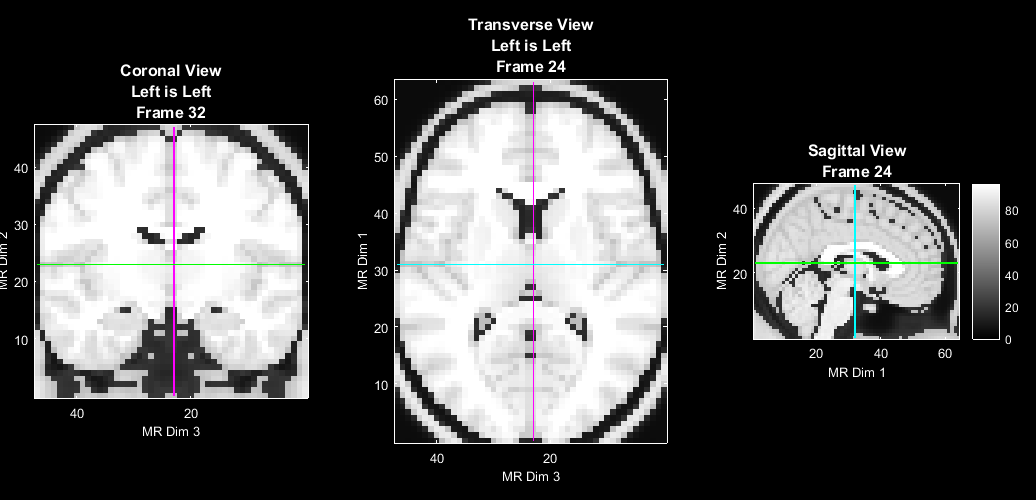 Coronal View
Left is Left
Frame 32
40
30
20
10
MR Dim 2
40
20
MR Dim 3
Transverse View
Left is Left
Frame 24
60
50
40
30
20
10
MR Dim 1
40
20
MR Dim 3
Sagittal View
Frame 24
40
20
MR Dim 2
20
40
60
MR Dim 1
80
60
40
20
0